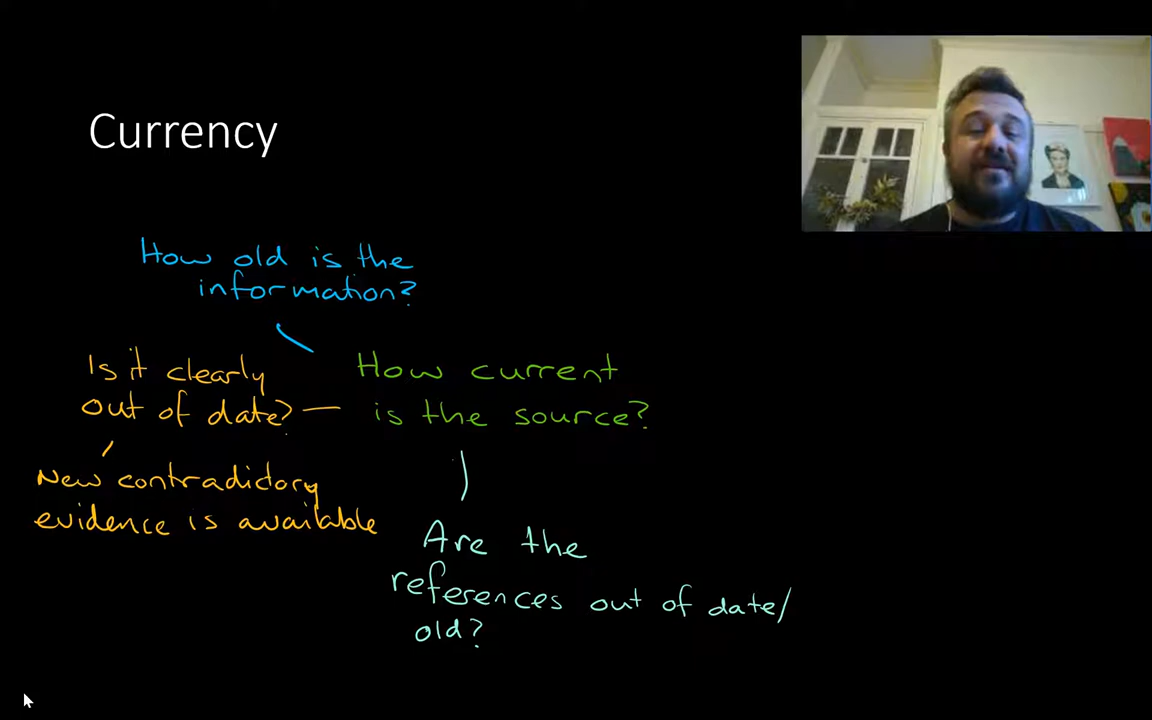 Currency
How old is the
information?
Is it clearly
out of date?
New contradictory
evidence is available
How current
is the source?
Are the
references out of date/
old?